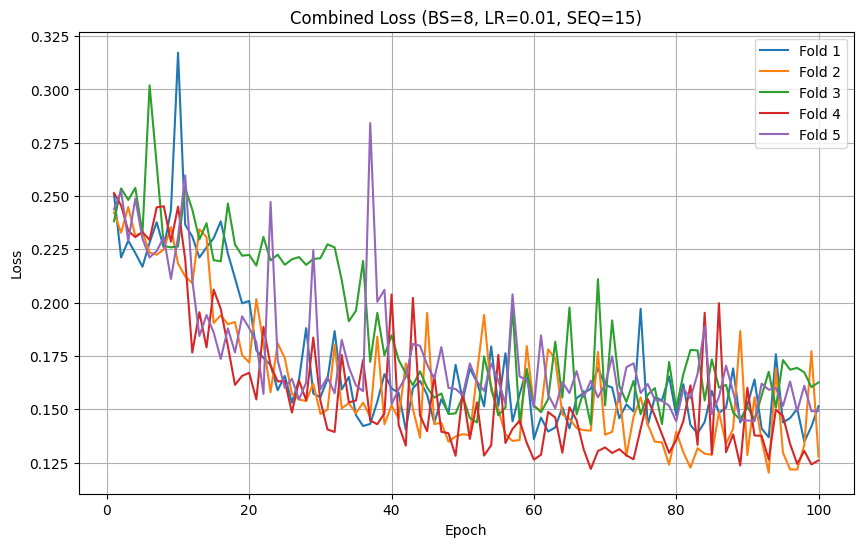 Combined Loss (BS=8, LR=0.01, SEQ=15)
0.325
0.300
0.275
0.250
0.225
0.200
0.175
0.150
0.125
Loss
0
20
40
60
80
100
Epoch
Fold 1
Fold 2
Fold 3
Fold 4
Fold 5